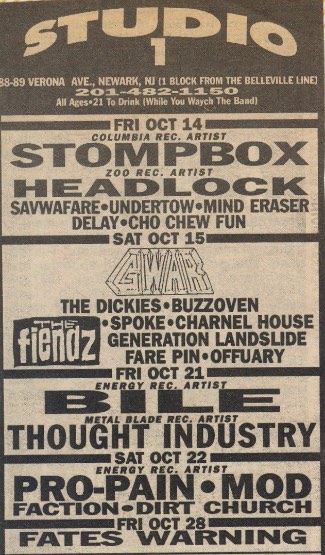 STUDIO
1
88-89 VERONA AVE., NEWARK, NJ (1 BLOCK FROM THE BELLEVILLE LINE)
201-482-1150
All Ages•21 To Drink (While You Waych The Band)
FRI OCT 14
COLUMBIA REC. ARTIST
STOMPBOX
ZOO REC. ARTIST
HEADLOCK
SAVWAFARE•UNDERTOW•MIND ERASER
DELAY•CHO CHEW FUN
SAT OCT 15
GWAR
THE DICKIES•BUZZOVEN
THE
fiendz
•SPOKE•CHARNEL HOUSE
GENERATION LANDSLIDE
FARE PIN•OFFUARY
FRI OCT 21
ENERGY REC. ARTIST
BILE
METAL BLADE REC. ARTIST
THOUGHT INDUSTRY
SAT OCT 22
ENERGY REC. ARTIST
PRO-PAIN•MOD
FACTION•DIRT CHURCH
FRI OCT 28
FATES WARNING